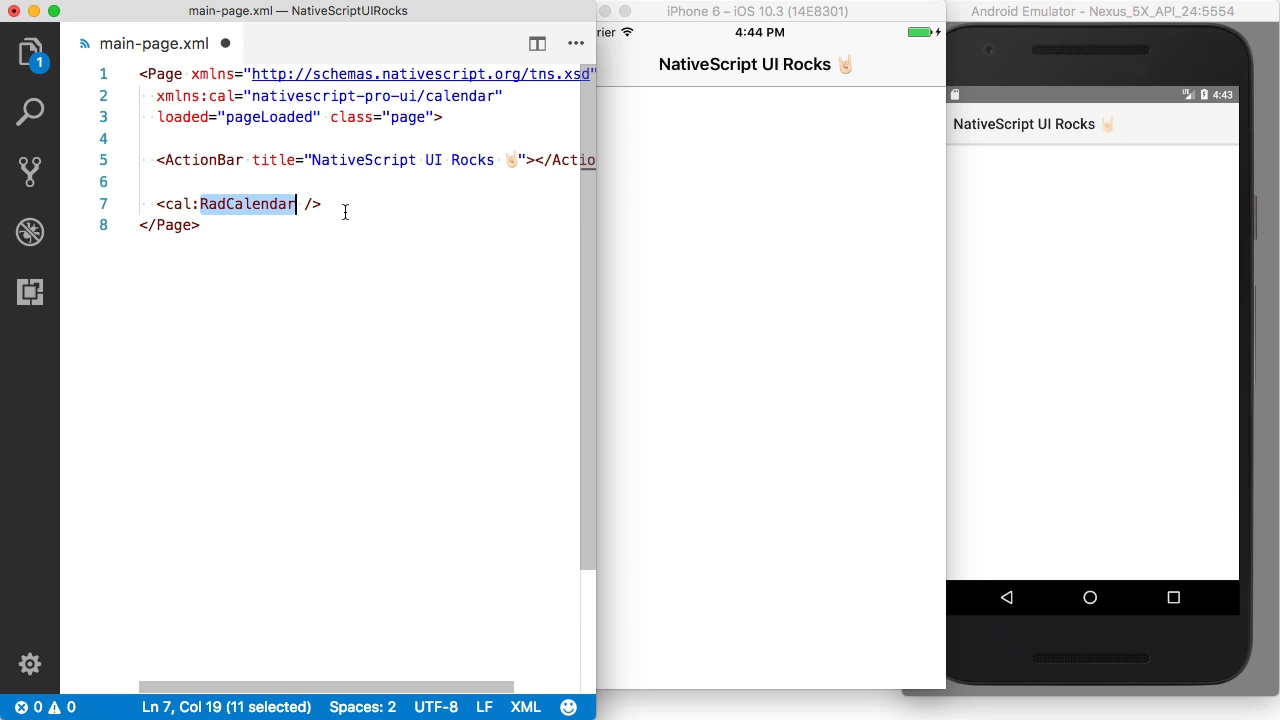 main-page.xml — NativeScriptUIRocks
main-page.xml
1
1 <Page xmlns="http://schemas.nativescript.org/tns.xsd"
2 xmlns:cal="nativescript-pro-ui/calendar"
3 loaded="pageLoaded" class="page">
4
5 <ActionBar title="NativeScript UI Rocks 🤘🏻"></Actio
6
7 <cal:RadCalendar />
8 </Page>
0 0 Ln 7, Col 19 (11 selected) Spaces: 2 UTF-8 LF XML
iPhone 6 – iOS 10.3 (14E8301)
rier 4:44 PM
NativeScript UI Rocks 🤘🏻
Android Emulator - Nexus_5X_API_24:5554
LTE 4:43
NativeScript UI Rocks 🤘🏻